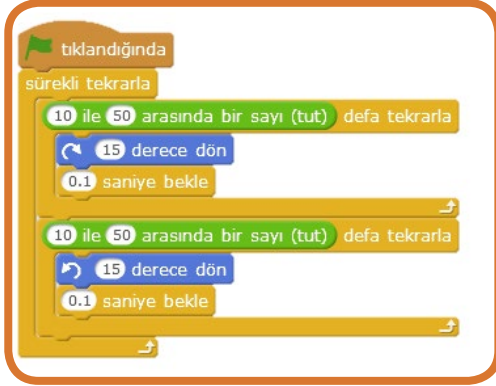 tıklandığında
sürekli tekrarla
10 ile 50 arasında bir sayı (tut) defa tekrarla
15 derece dön
0.1 saniye bekle
10 ile 50 arasında bir sayı (tut) defa tekrarla
15 derece dön
0.1 saniye bekle